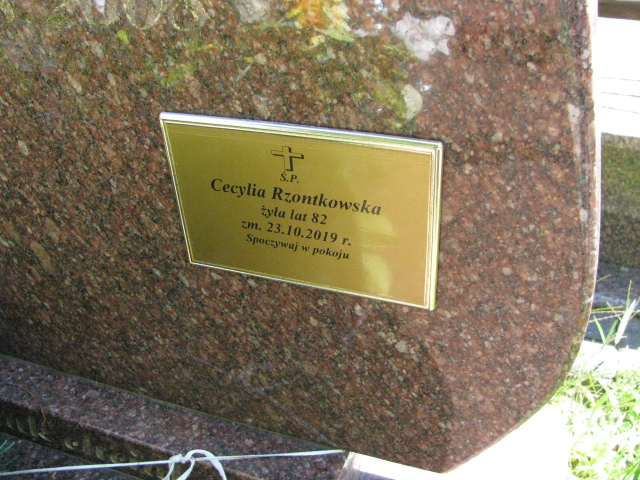 Ś.P.
Cecylia Rzontkowska
żyła lat 82
zm. 23.10.2019 r.
Spoczywaj w pokoju